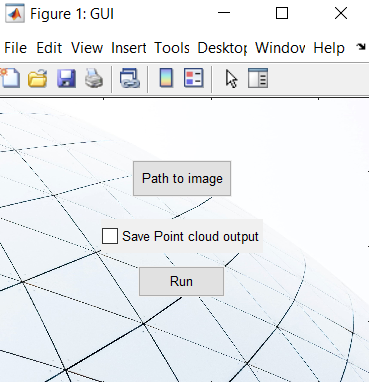 Figure 1: GUI
File Edit View Insert Tools Desktop Window Help
Path to image
Save Point cloud output
Run